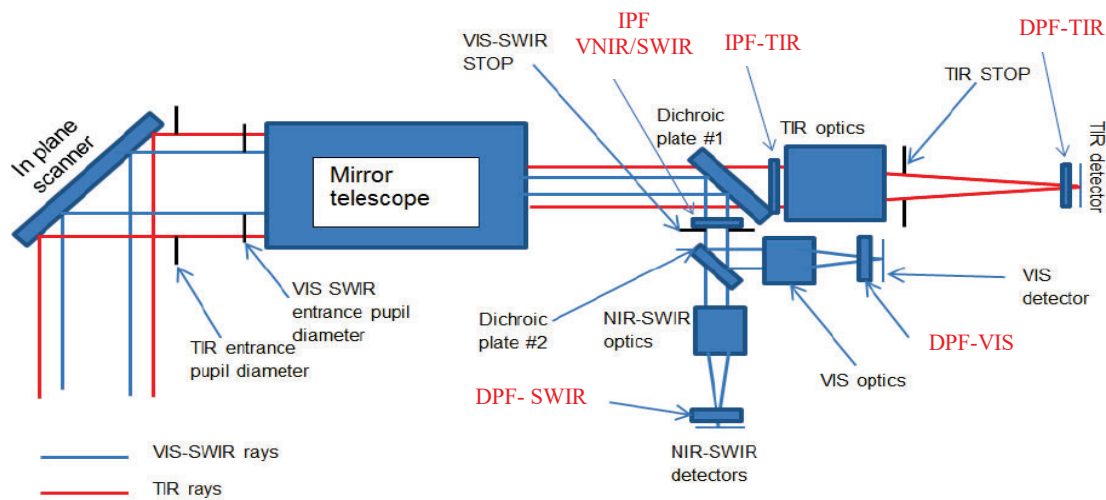 IPF
VNIR/SWIR
VIS-SWIR
STOP
IPF-TIR
DPF-TIR
TIR STOP
Dichroic
plate #1
TIR optics
TIR detector
In plane
scanner
Mirror
telescope
VIS SWIR
entrance pupil
diameter
TIR entrance
pupil diameter
Dichroic
plate #2
NIR-SWIR
optics
VIS
detector
VIS optics
DPF-VIS
DPF- SWIR
NIR-SWIR
detectors
VIS-SWIR rays
TIR rays